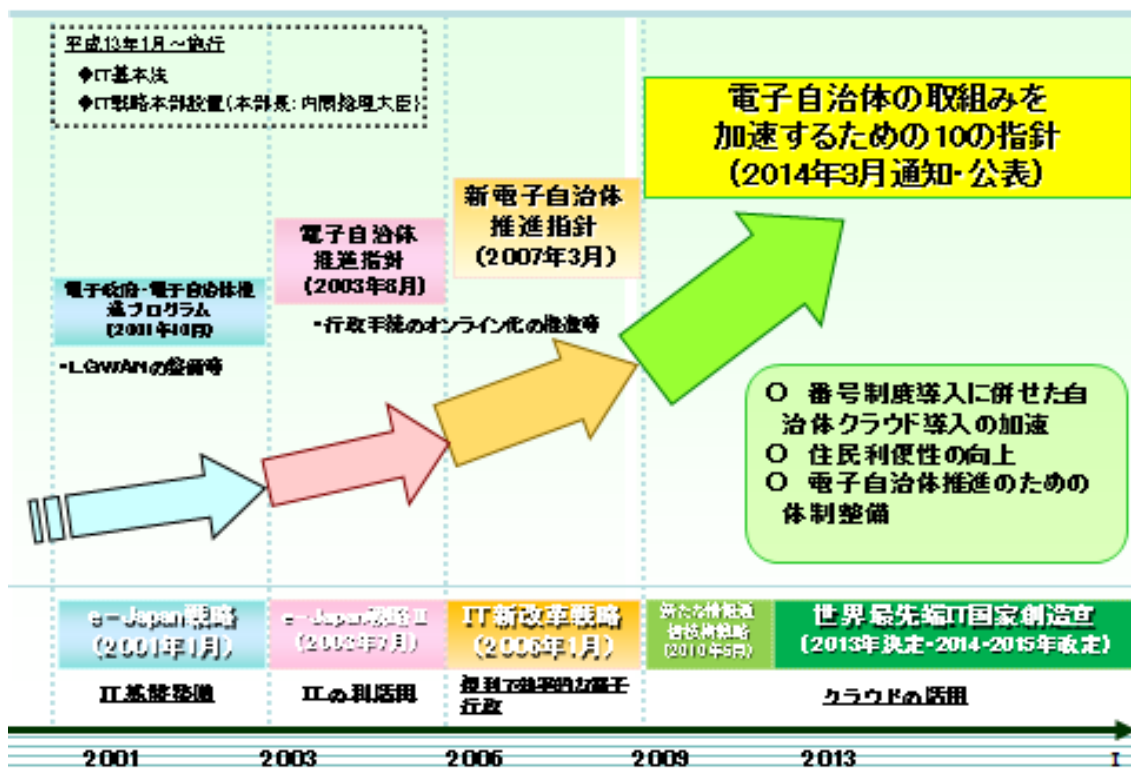 平成13年1月～施行
◆IT基本法
◆IT戦略本部設置(本部長：内閣総理大臣)
電子自治体の取組みを
加速するための10の指針
(2014年3月通知・公表)
新電子自治体
推進指針
(2007年3月)
電子自治体
推進指針
(2003年8月)
電子政府・電子自治体推
進プログラム
(2001年10月)
・行政手続のオンライン化の推進等
・LGWANの整備等
○ 番号制度導入に併せた自
治体クラウド導入の加速
○ 住民利便性の向上
○ 電子自治体推進のための
体制整備
e－Japan戦略
(2001年1月)
e－Japan戦略Ⅱ
(2003年7月)
IT新改革戦略
(2006年1月)
新たな情報通
信技術戦略
(2010年5月)
世界最先端IT国家創造宣
(2013年決定・2014・2015年改定)
IT基盤整備
ITの利活用
便利で効率的な電子
行政
クラウドの活用
2001
2003
2006
2009
2013